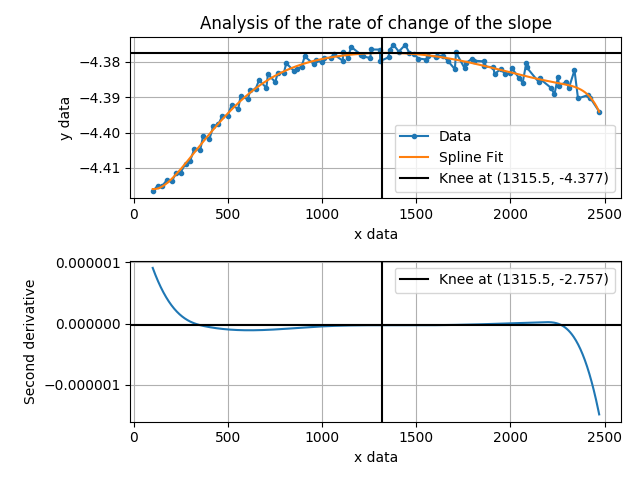 Analysis of the rate of change of the slope
−4.38
−4.39
−4.40
−4.41
y data
Data
Spline Fit
Knee at (1315.5, -4.377)
0
500
1000
1500
2000
2500
x data
0.000001
0.000000
−0.000001
Second derivative
Knee at (1315.5, -2.757)
0
500
1000
1500
2000
2500
x data